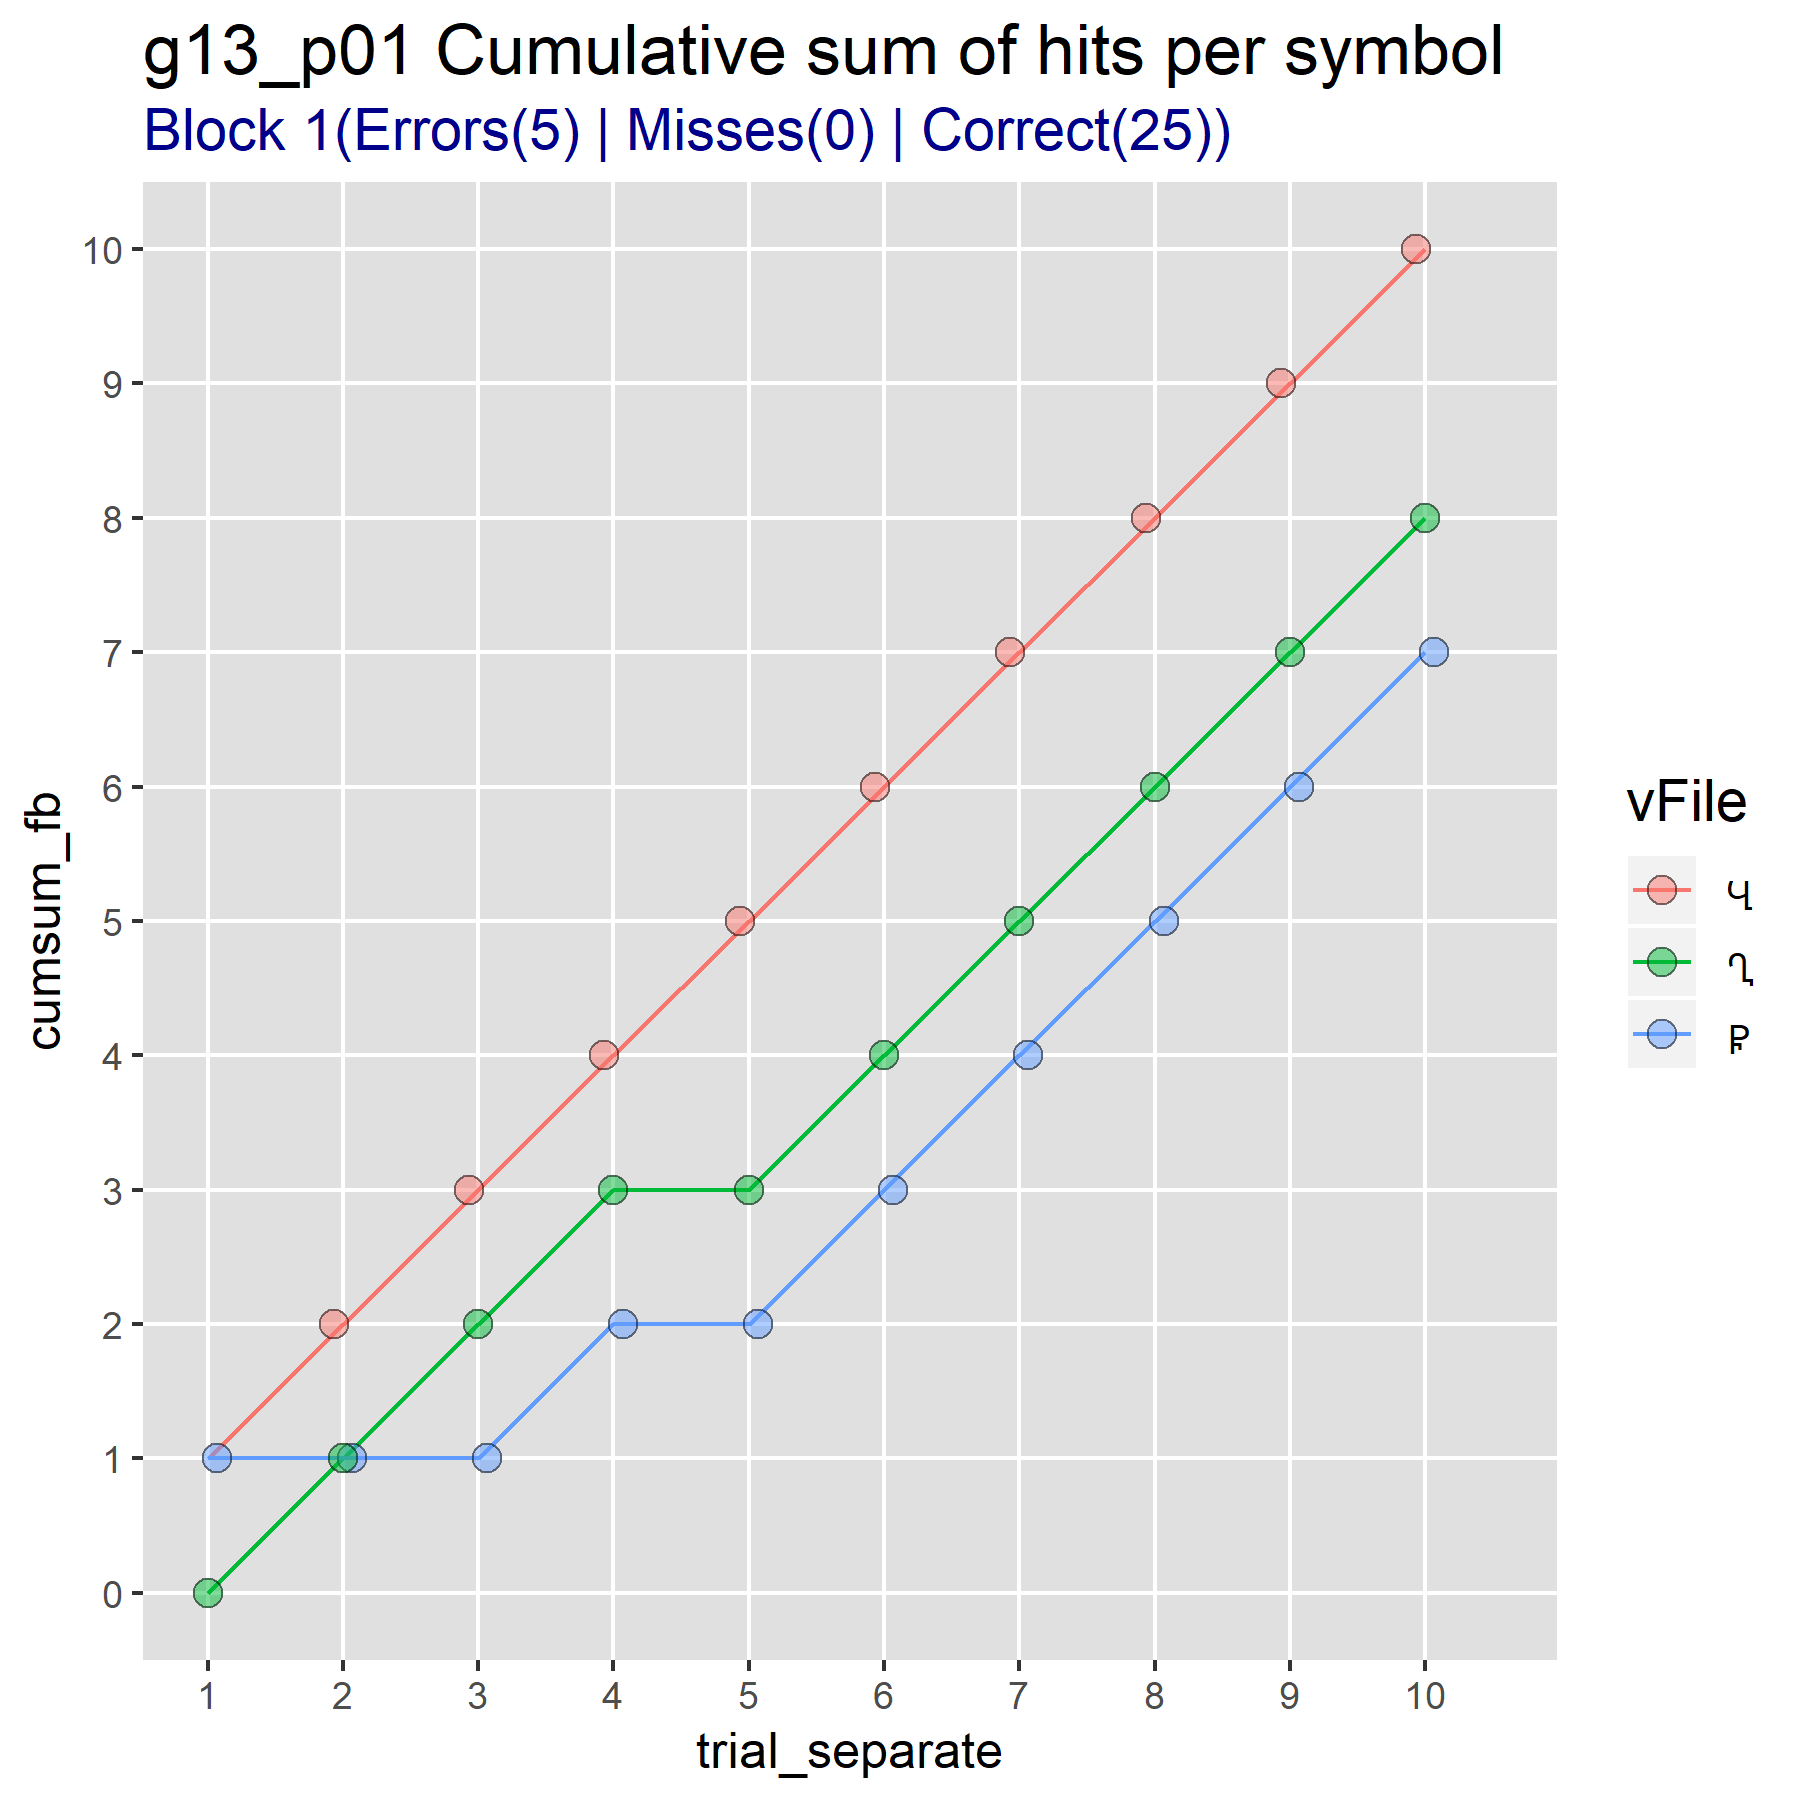 g13_p01 Cumulative sum of hits per symbol
Block 1(Errors(5) | Misses(0) | Correct(25))
10
9
8
7
6
5
4
3
2
1
0
cumsum_fb
1 2 3 4 5 6 7 8 9 10
trial_separate
vFile